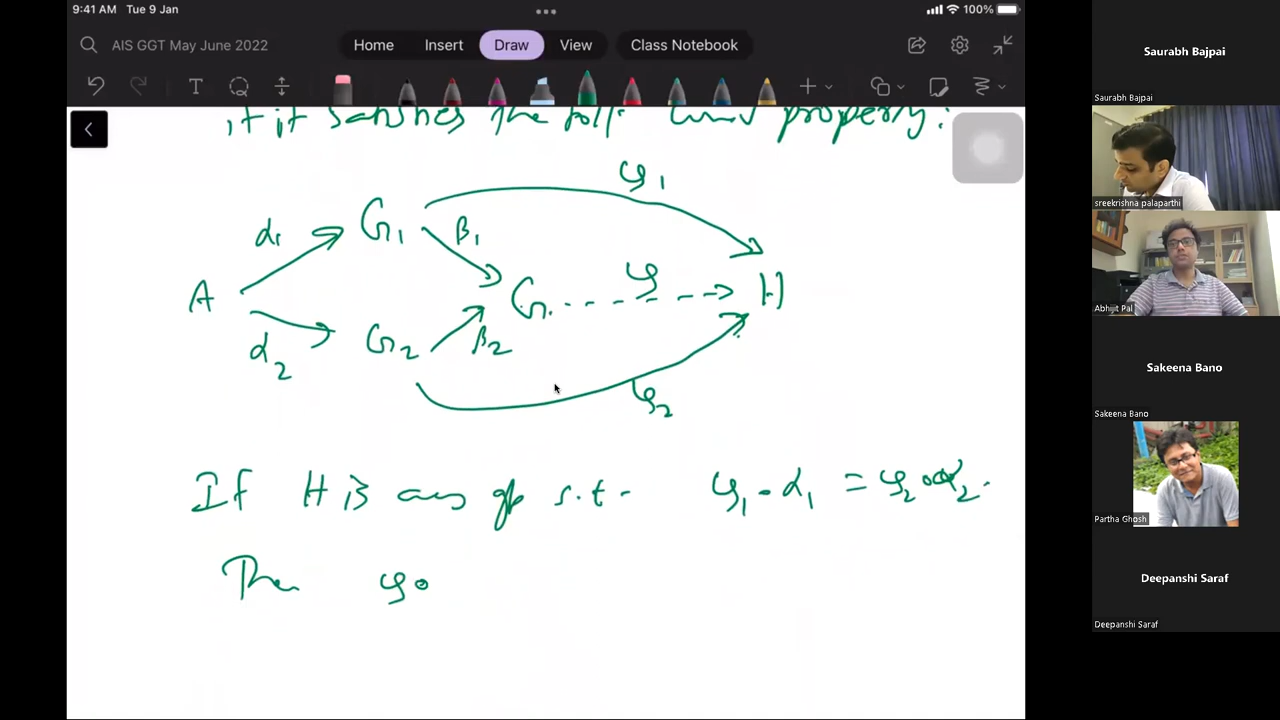 9:41 AM Tue 9 Jan
100%
AIS GGT May June 2022
Home Insert Draw View Class Notebook
if it satisfies the foll. univ property:
φ₁
α₁ G₁ β₁
A G φ H
α₂ G₂ β₂
φ₂
If H is any gp s.t. φ₁∘α₁ = φ₂∘α₂.
Then φ∘
Saurabh Bajpai
Saurabh Bajpai
sreekrishna palaparthi
Abhijit Pal
Sakeena Bano
Sakeena Bano
Partha Ghosh
Deepanshi Saraf
Deepanshi Saraf